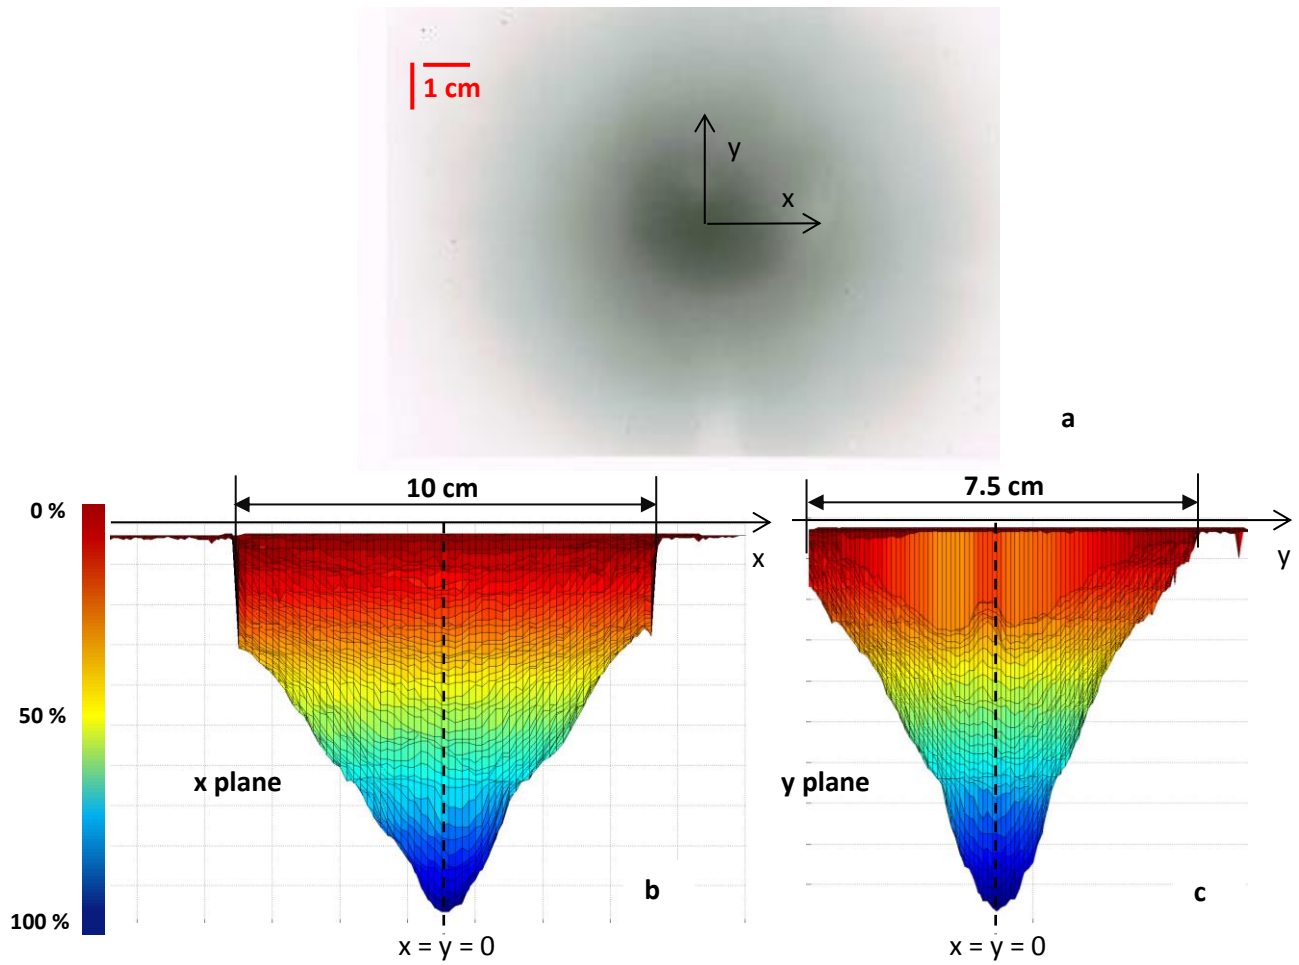 1 cm
y
x
a
10 cm
7.5 cm
0 %
x
y
50 %
x plane
y plane
b
c
100 %
x = y = 0
x = y = 0